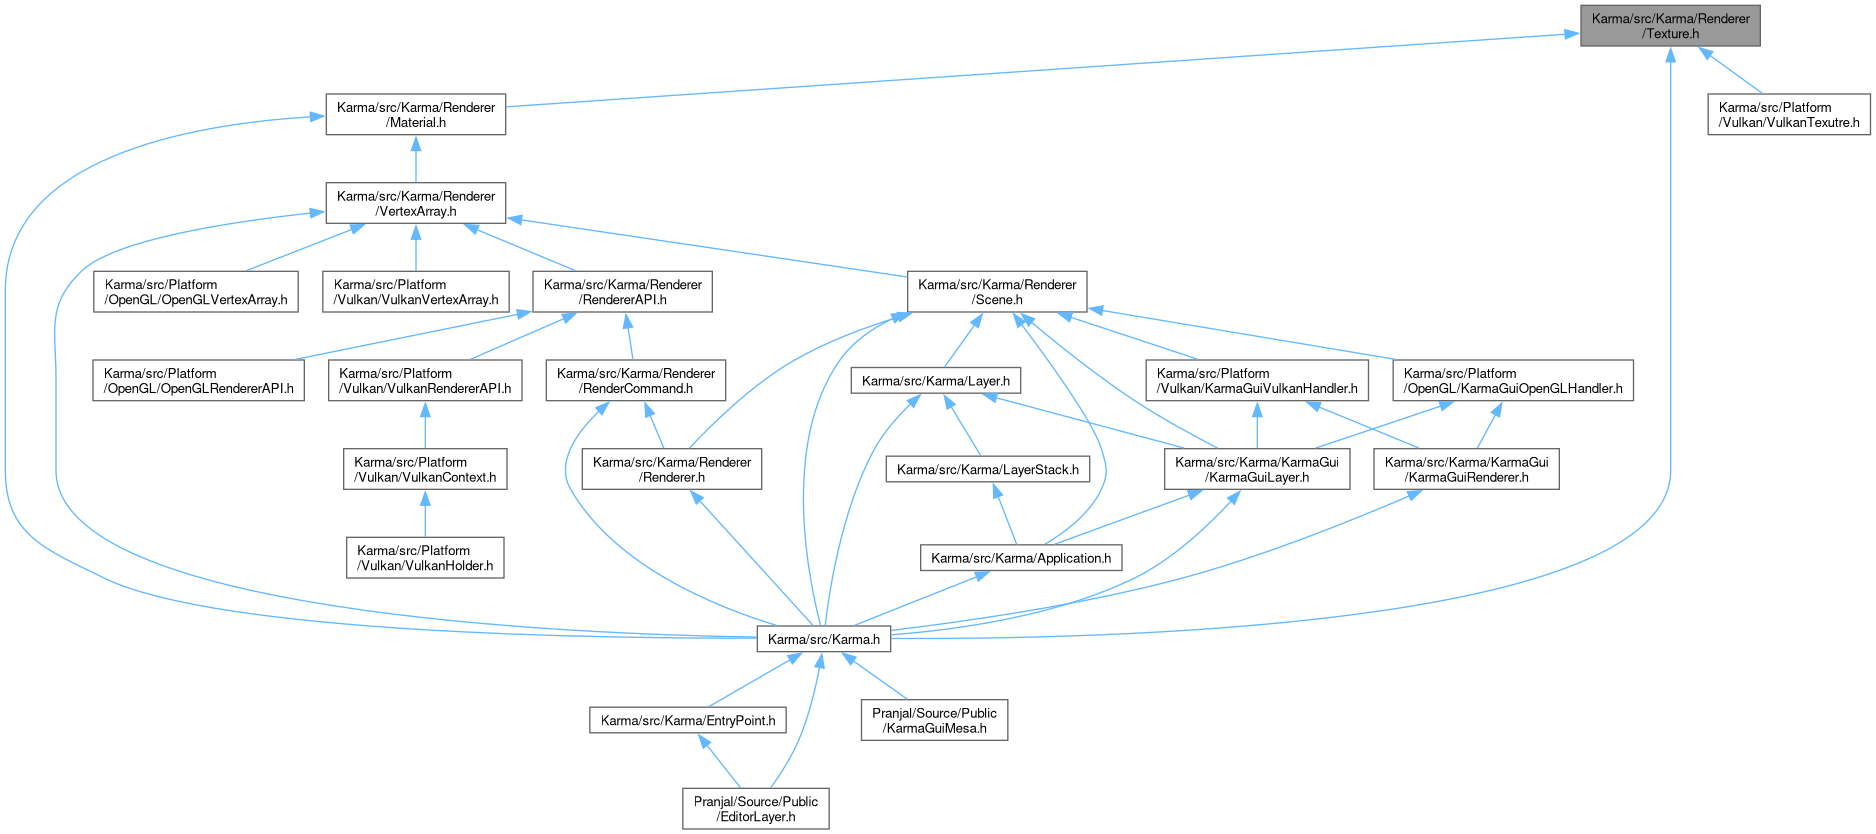 Karma/src/Karma/Renderer
/Texture.h
Karma/src/Karma/Renderer
/Material.h
Karma/src/Platform
/Vulkan/VulkanTexutre.h
Karma/src/Karma/Renderer
/VertexArray.h
Karma/src/Platform
/OpenGL/OpenGLVertexArray.h
Karma/src/Platform
/Vulkan/VulkanVertexArray.h
Karma/src/Karma/Renderer
/RendererAPI.h
Karma/src/Karma/Renderer
/Scene.h
Karma/src/Platform
/OpenGL/OpenGLRendererAPI.h
Karma/src/Platform
/Vulkan/VulkanRendererAPI.h
Karma/src/Karma/Renderer
/RenderCommand.h
Karma/src/Karma/Layer.h
Karma/src/Platform
/Vulkan/KarmaGuiVulkanHandler.h
Karma/src/Platform
/OpenGL/KarmaGuiOpenGLHandler.h
Karma/src/Platform
/Vulkan/VulkanContext.h
Karma/src/Karma/Renderer
/Renderer.h
Karma/src/Karma/LayerStack.h
Karma/src/Karma/KarmaGui
/KarmaGuiLayer.h
Karma/src/Karma/KarmaGui
/KarmaGuiRenderer.h
Karma/src/Platform
/Vulkan/VulkanHolder.h
Karma/src/Karma/Application.h
Karma/src/Karma.h
Karma/src/Karma/EntryPoint.h
Pranjal/Source/Public
/KarmaGuiMesa.h
Pranjal/Source/Public
/EditorLayer.h